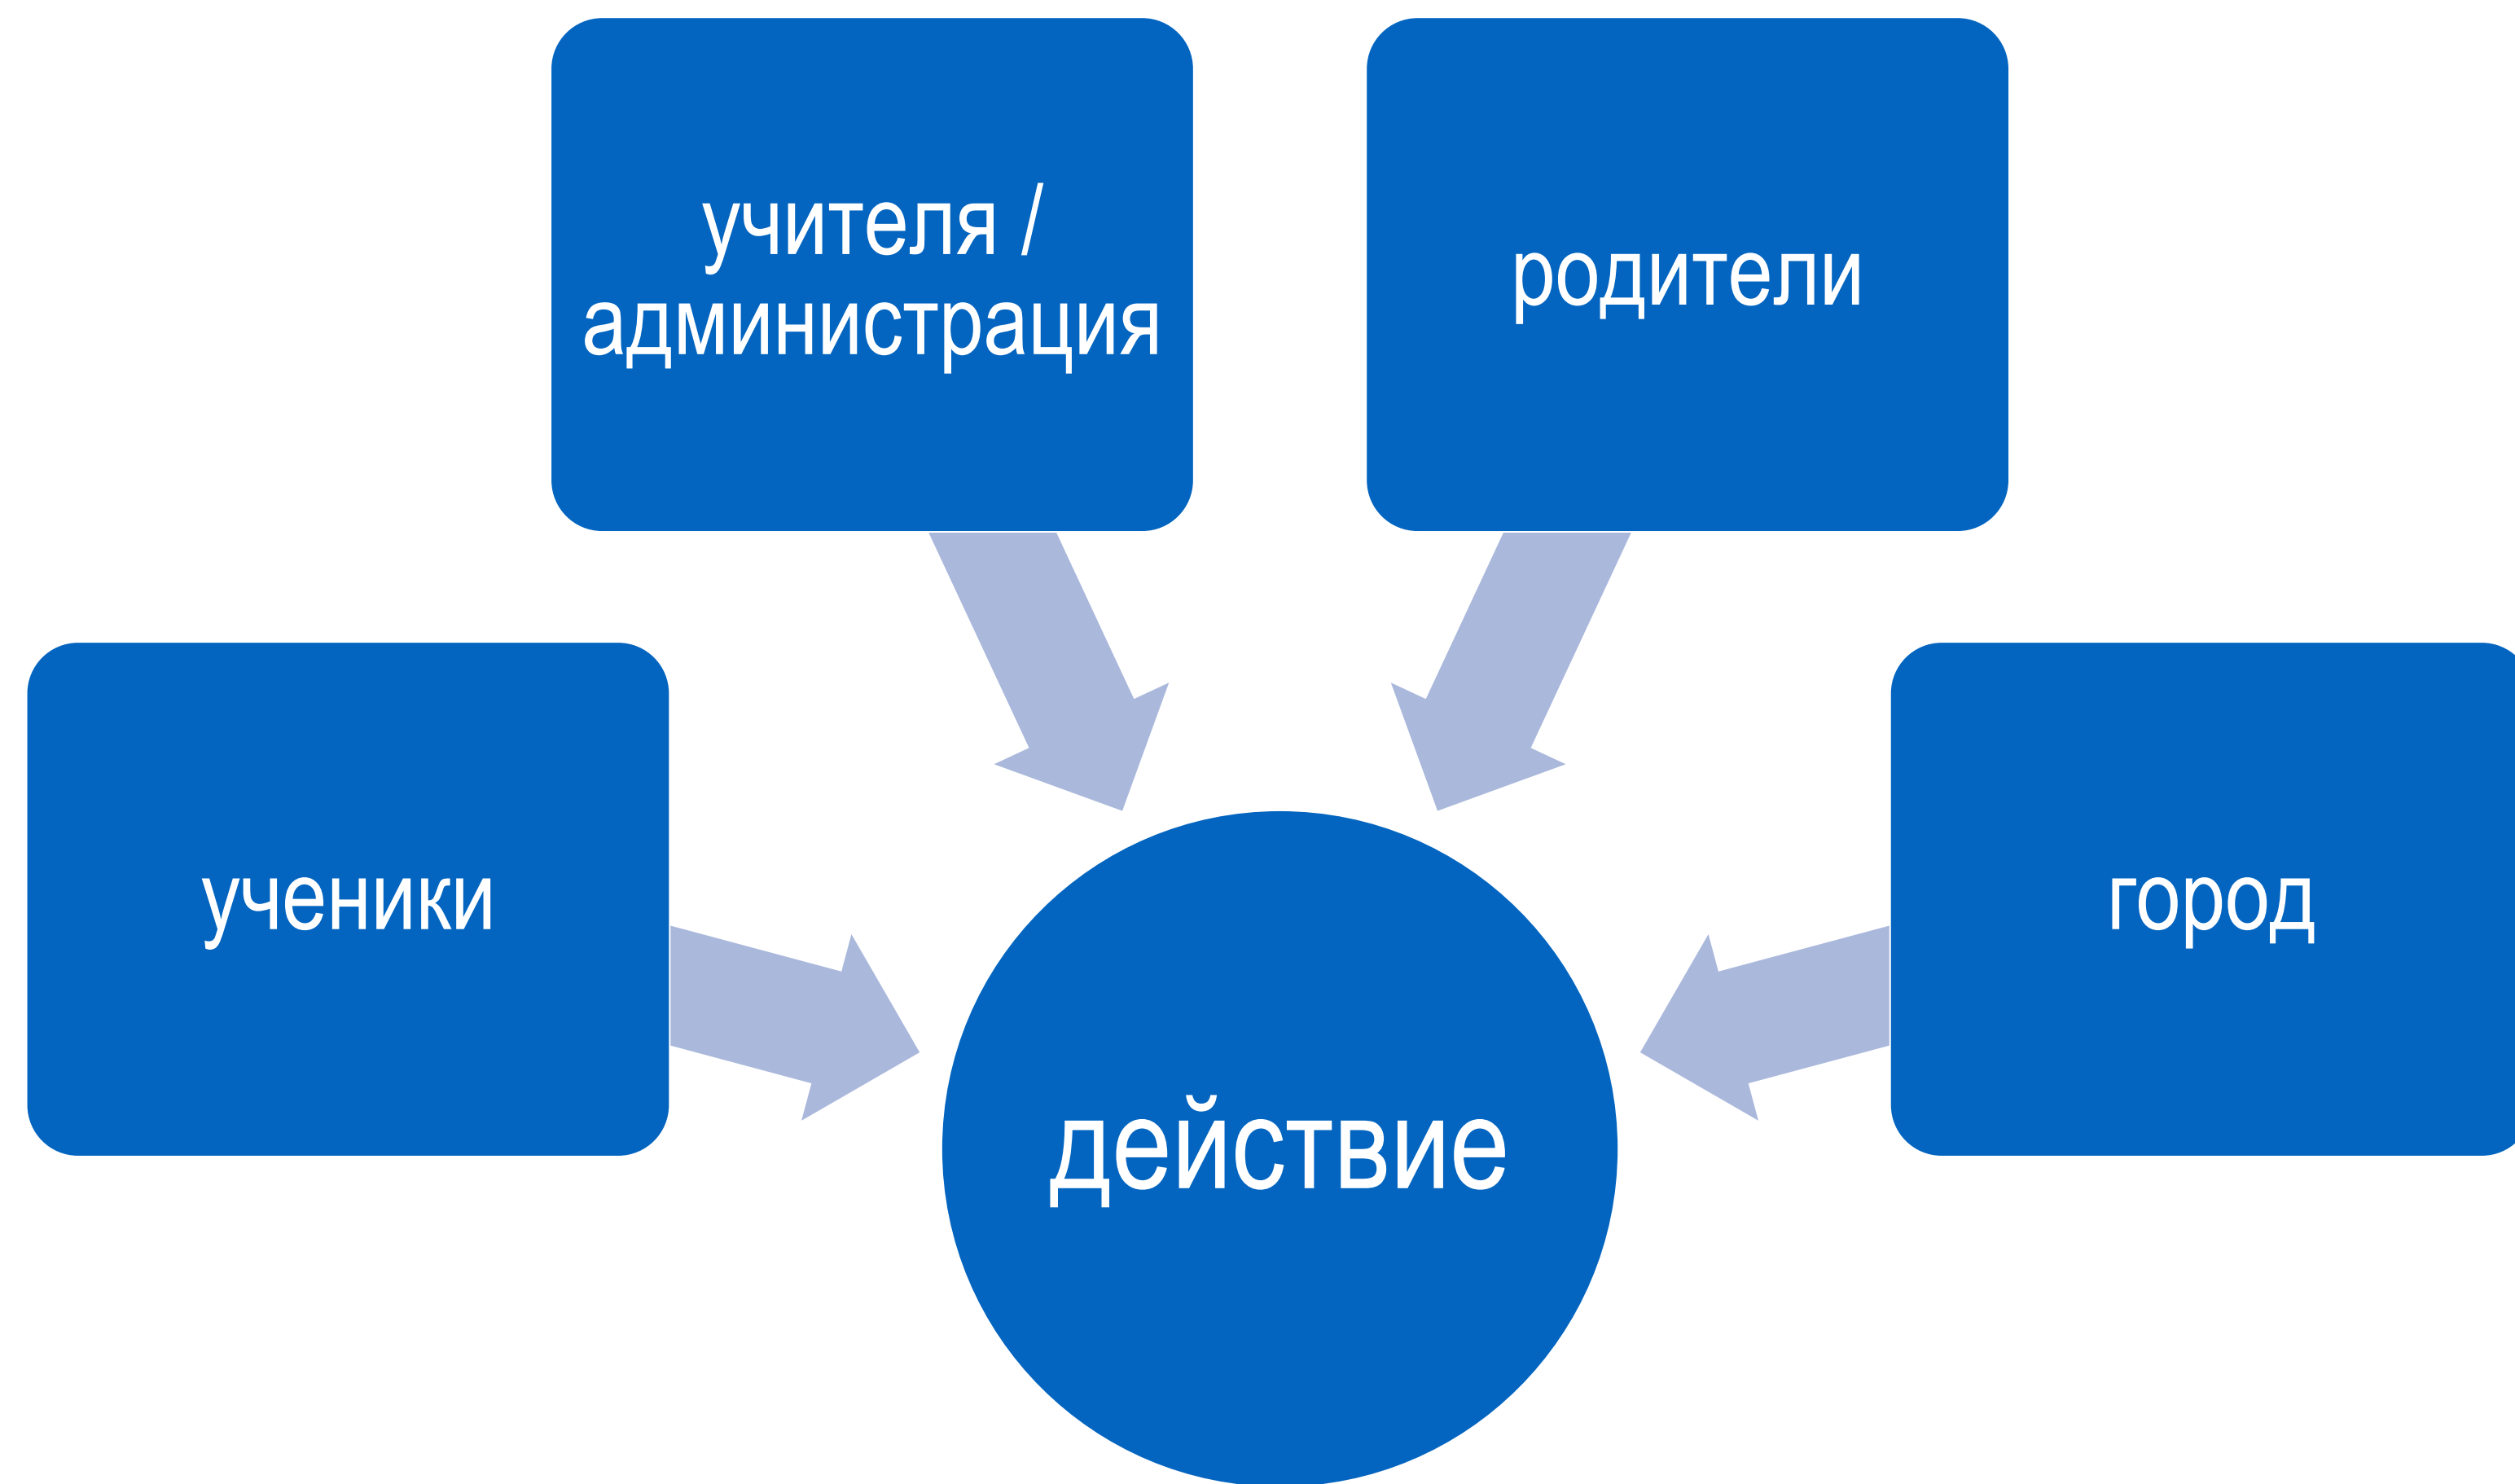 учителя /
администрация
родители
ученики
город
действие